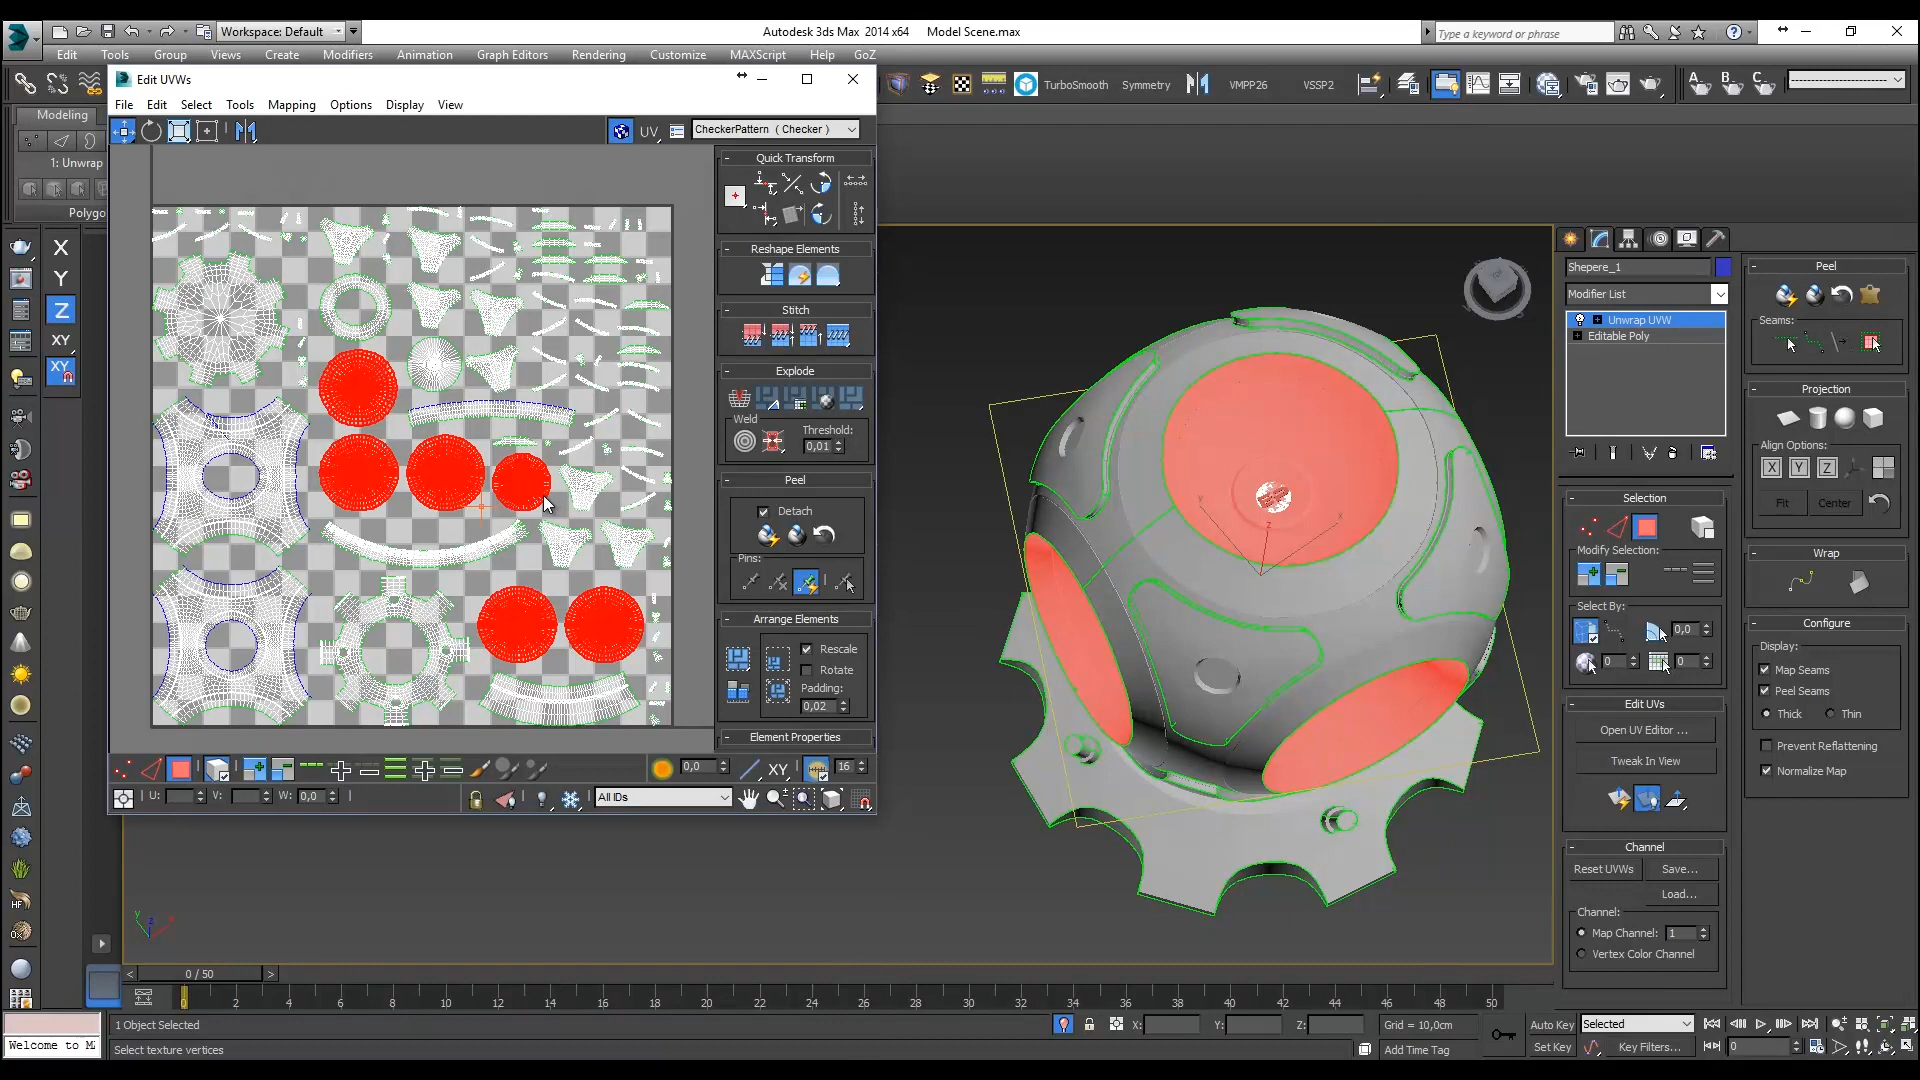 Workspace: Default
Autodesk 3ds Max 2014 x64 Model Scene.max
Type a keyword or phrase
Edit Tools Group Views Create Modifiers Animation Graph Editors Rendering Customize MAXScript Help GoZ
Edit UVWs
TurboSmooth Symmetry VMPP26 VSSP2
A B C
Modeling
File Edit Select Tools Mapping Options Display View
UV CheckerPattern ( Checker )
1: Unwrap
Polygo
Quick Transform
Reshape Elements
Stitch
Explode
Weld
Threshold:
0,01
Peel
Detach
Pins:
Arrange Elements
Rescale
Rotate
Padding:
0,02
Element Properties
0,0 XY 16
U: V: W: 0,0 All IDs
X
Y
Z
XY
XY
HF
Ox
Shepere_1
Modifier List
Unwrap UVW
Editable Poly
Selection
Modify Selection:
Select By:
0,0
0 0
Edit UVs
Open UV Editor ...
Tweak In View
Channel
Reset UVWs Save...
Load...
Channel:
Map Channel: 1
Vertex Color Channel
Peel
Seams:
Projection
Align Options:
X Y Z
Fit Center
Wrap
Configure
Display:
Map Seams
Peel Seams
Thick Thin
Prevent Reflattening
Normalize Map
< 0 / 50 >
0 2 4 6 8 10 12 14 16 18 20 22 24 26 28 30 32 34 36 38 40 42 44 46 48 50
1 Object Selected X: Y: Z: Grid = 10,0cm Auto Key Selected
Welcome to M
Select texture vertices Add Time Tag Set Key Key Filters... 0